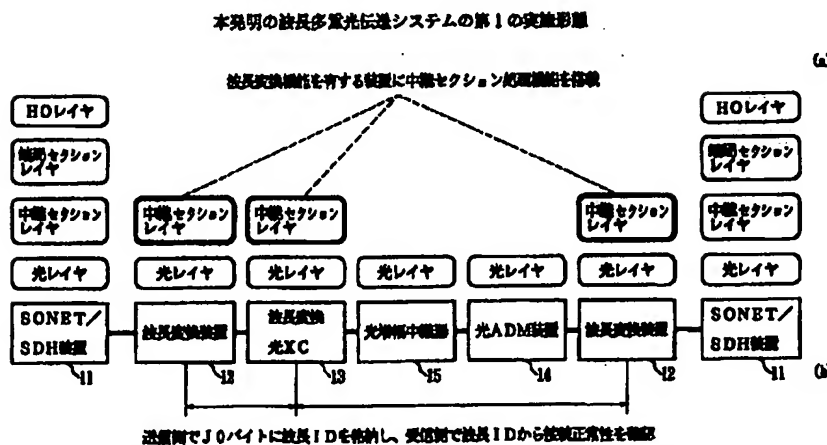 本発明の波長多重光伝送システムの第1の実施形態
(a)
波長変換機能を有する装置に中継セクション処理機能を搭載
HOレイヤ
HOレイヤ
端局セクション
レイヤ
端局セクション
レイヤ
中継セクション
レイヤ
中継セクション
レイヤ
中継セクション
レイヤ
中継セクション
レイヤ
中継セクション
レイヤ
光レイヤ
光レイヤ
光レイヤ
光レイヤ
光レイヤ
光レイヤ
光レイヤ
SONET/
SDH装置
波長変換装置
波長変換
光XC
光増幅中継器
光ADM装置
波長変換装置
SONET/
SDH装置
11
12
13
15
14
12
11
(b)
送信側でJ0バイトに波長IDを格納し、受信側で波長IDから接続正常性を確認